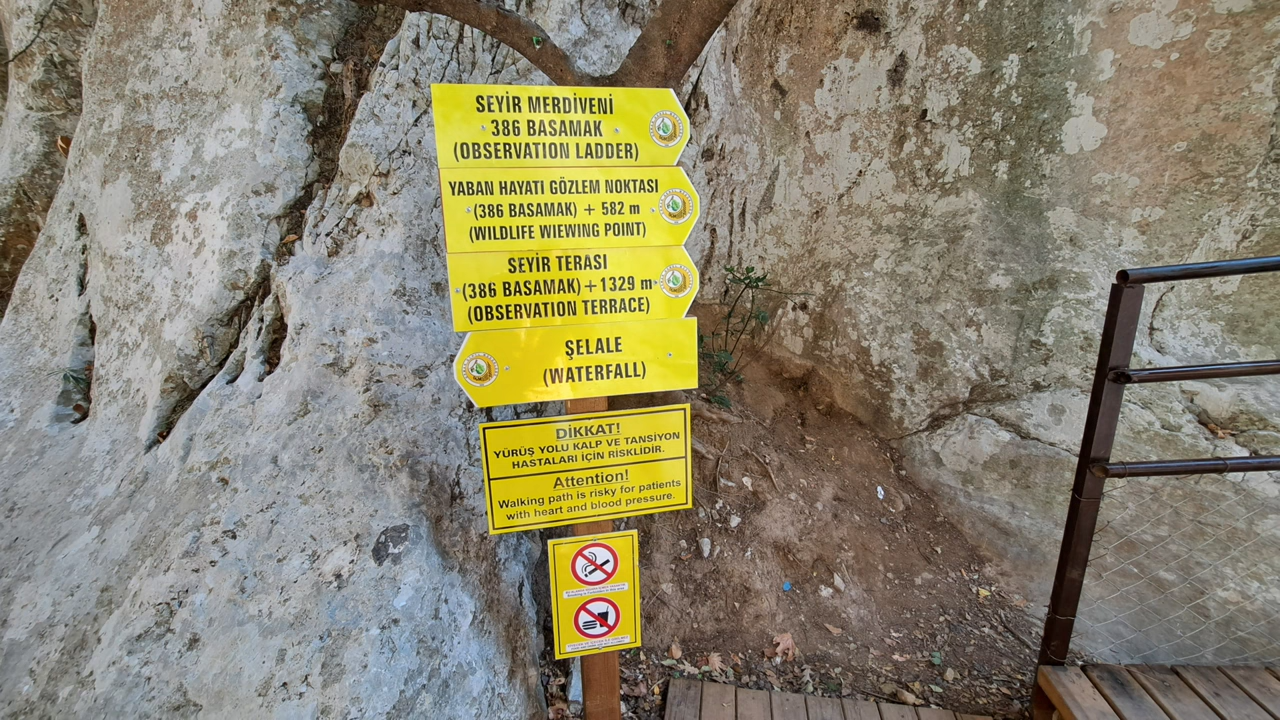 SEYİR MERDİVENİ
386 BASAMAK
(OBSERVATION LADDER)
YABAN HAYATI GÖZLEM NOKTASI
(386 BASAMAK) + 582 m
(WILDLIFE WIEWING POINT)
SEYİR TERASI
(386 BASAMAK) + 1329 m
(OBSERVATION TERRACE)
ŞELALE
(WATERFALL)
DİKKAT!
YÜRÜŞ YOLU KALP VE TANSİYON
HASTALARI İÇİN RİSKLİDİR.
Attention!
Walking path is risky for patients
with heart and blood pressure.